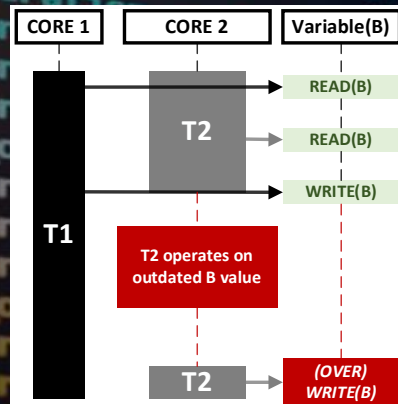 CORE 1
CORE 2
Variable(B)
READ(B)
T2
READ(B)
WRITE(B)
T1
T2 operates on
outdated B value
T2
(OVER)
WRITE(B)